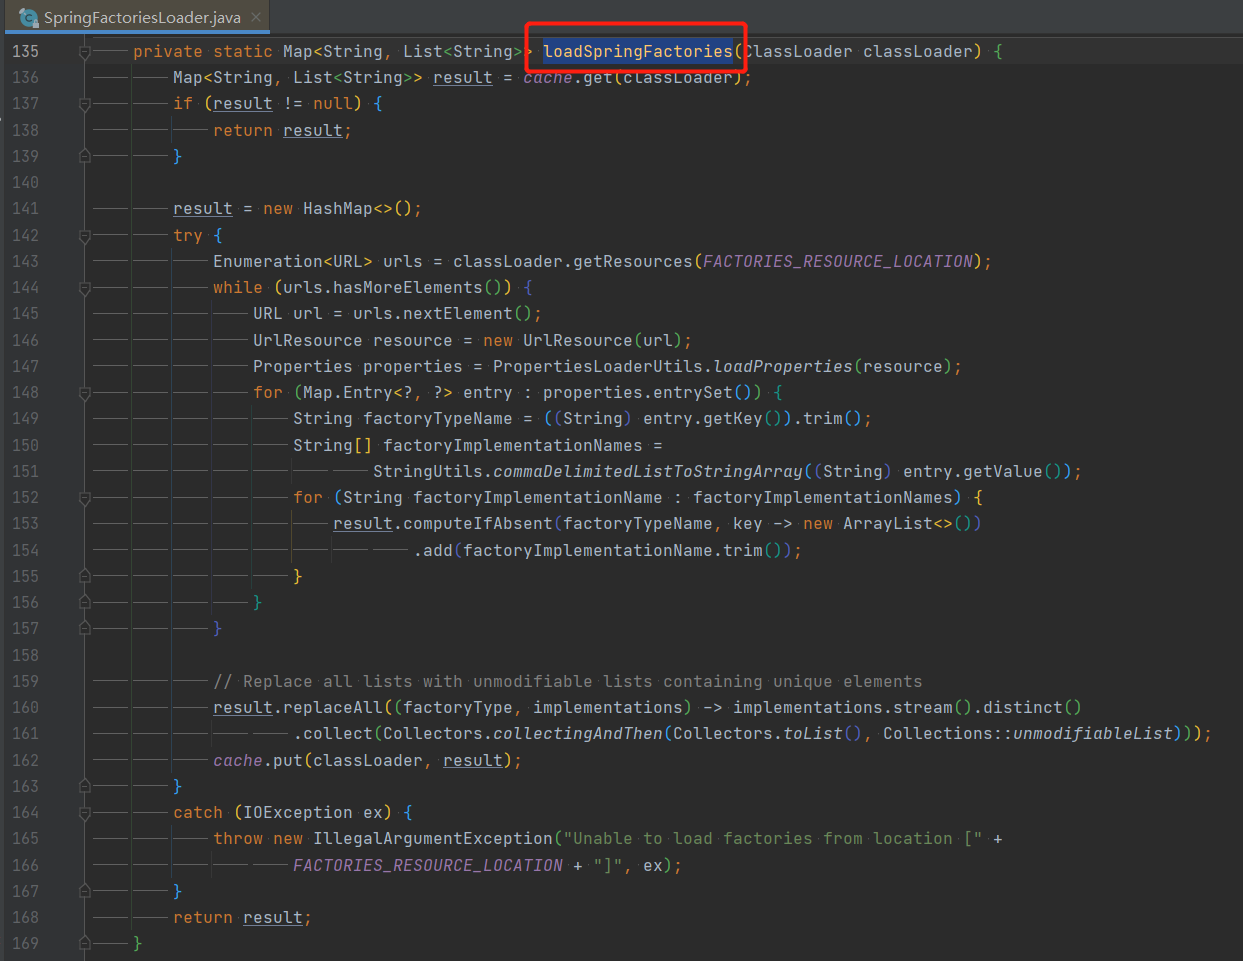 SpringFactoriesLoader.java
135 private static Map<String, List<String>> loadSpringFactories(ClassLoader classLoader) {
136 Map<String, List<String>> result = cache.get(classLoader);
137 if (result != null) {
138 return result;
139 }
140
141 result = new HashMap<>();
142 try {
143 Enumeration<URL> urls = classLoader.getResources(FACTORIES_RESOURCE_LOCATION);
144 while (urls.hasMoreElements()) {
145 URL url = urls.nextElement();
146 UrlResource resource = new UrlResource(url);
147 Properties properties = PropertiesLoaderUtils.loadProperties(resource);
148 for (Map.Entry<?, ?> entry : properties.entrySet()) {
149 String factoryTypeName = ((String) entry.getKey()).trim();
150 String[] factoryImplementationNames =
151 StringUtils.commaDelimitedListToStringArray((String) entry.getValue());
152 for (String factoryImplementationName : factoryImplementationNames) {
153 result.computeIfAbsent(factoryTypeName, key -> new ArrayList<>())
154 .add(factoryImplementationName.trim());
155 }
156 }
157 }
158
159 // Replace all lists with unmodifiable lists containing unique elements
160 result.replaceAll((factoryType, implementations) -> implementations.stream().distinct()
161 .collect(Collectors.collectingAndThen(Collectors.toList(), Collections::unmodifiableList)));
162 cache.put(classLoader, result);
163 }
164 catch (IOException ex) {
165 throw new IllegalArgumentException("Unable to load factories from location [" +
166 FACTORIES_RESOURCE_LOCATION + "]", ex);
167 }
168 return result;
169 }